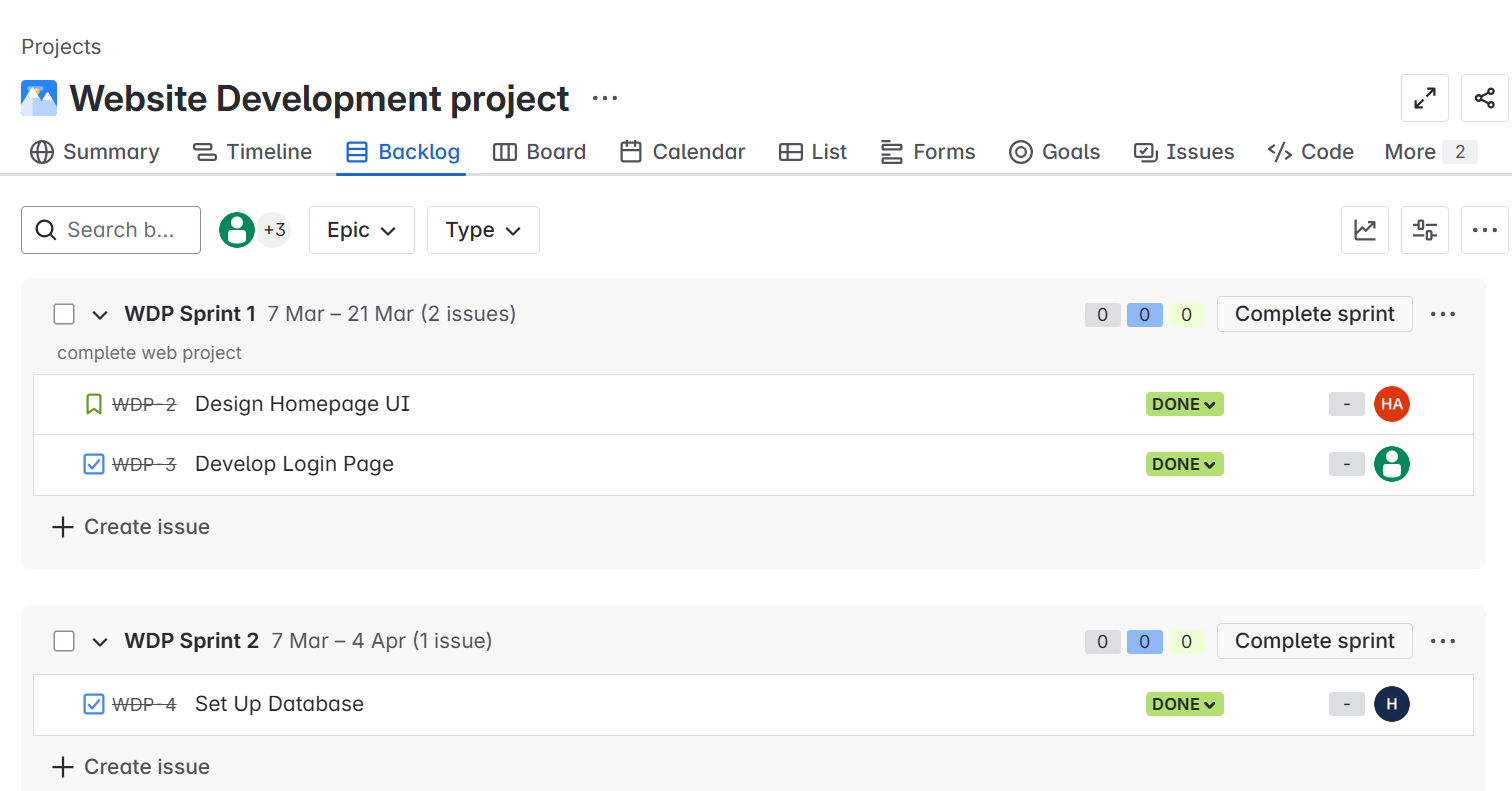 Projects
Website Development project
Summary Timeline Backlog Board Calendar List Forms Goals Issues Code More 2
Search b... +3 Epic Type
WDP Sprint 1 7 Mar – 21 Mar (2 issues) 0 0 0 Complete sprint
complete web project
WDP-2 Design Homepage UI DONE - HA
WDP-3 Develop Login Page DONE -
Create issue
WDP Sprint 2 7 Mar – 4 Apr (1 issue) 0 0 0 Complete sprint
WDP-4 Set Up Database DONE - H
Create issue